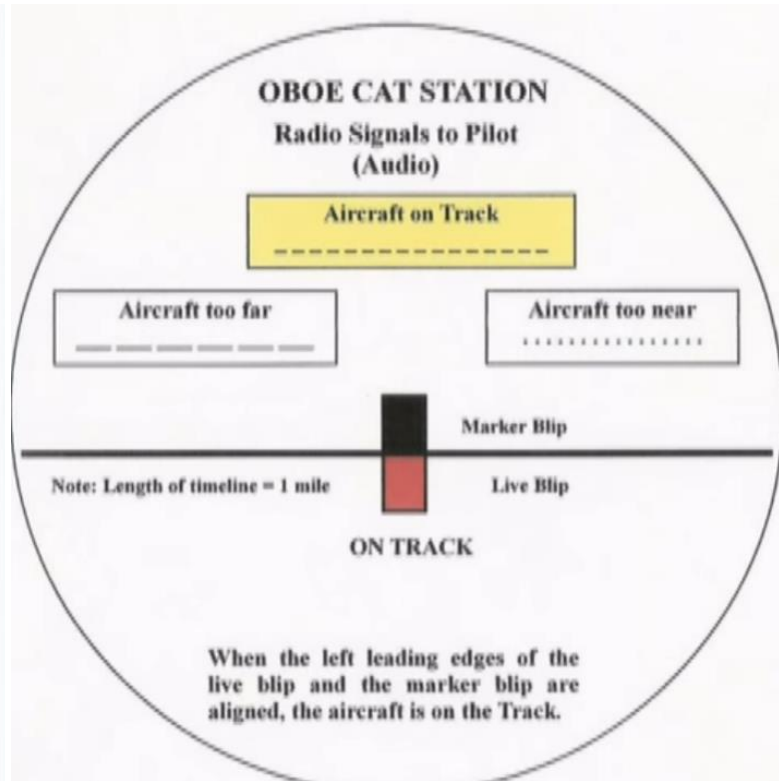 OBOE CAT STATION
Radio Signals to Pilot
(Audio)
Aircraft on Track
Aircraft too far
Aircraft too near
Marker Blip
Note: Length of timeline = 1 mile
Live Blip
ON TRACK
When the left leading edges of the
live blip and the marker blip are
aligned, the aircraft is on the Track.